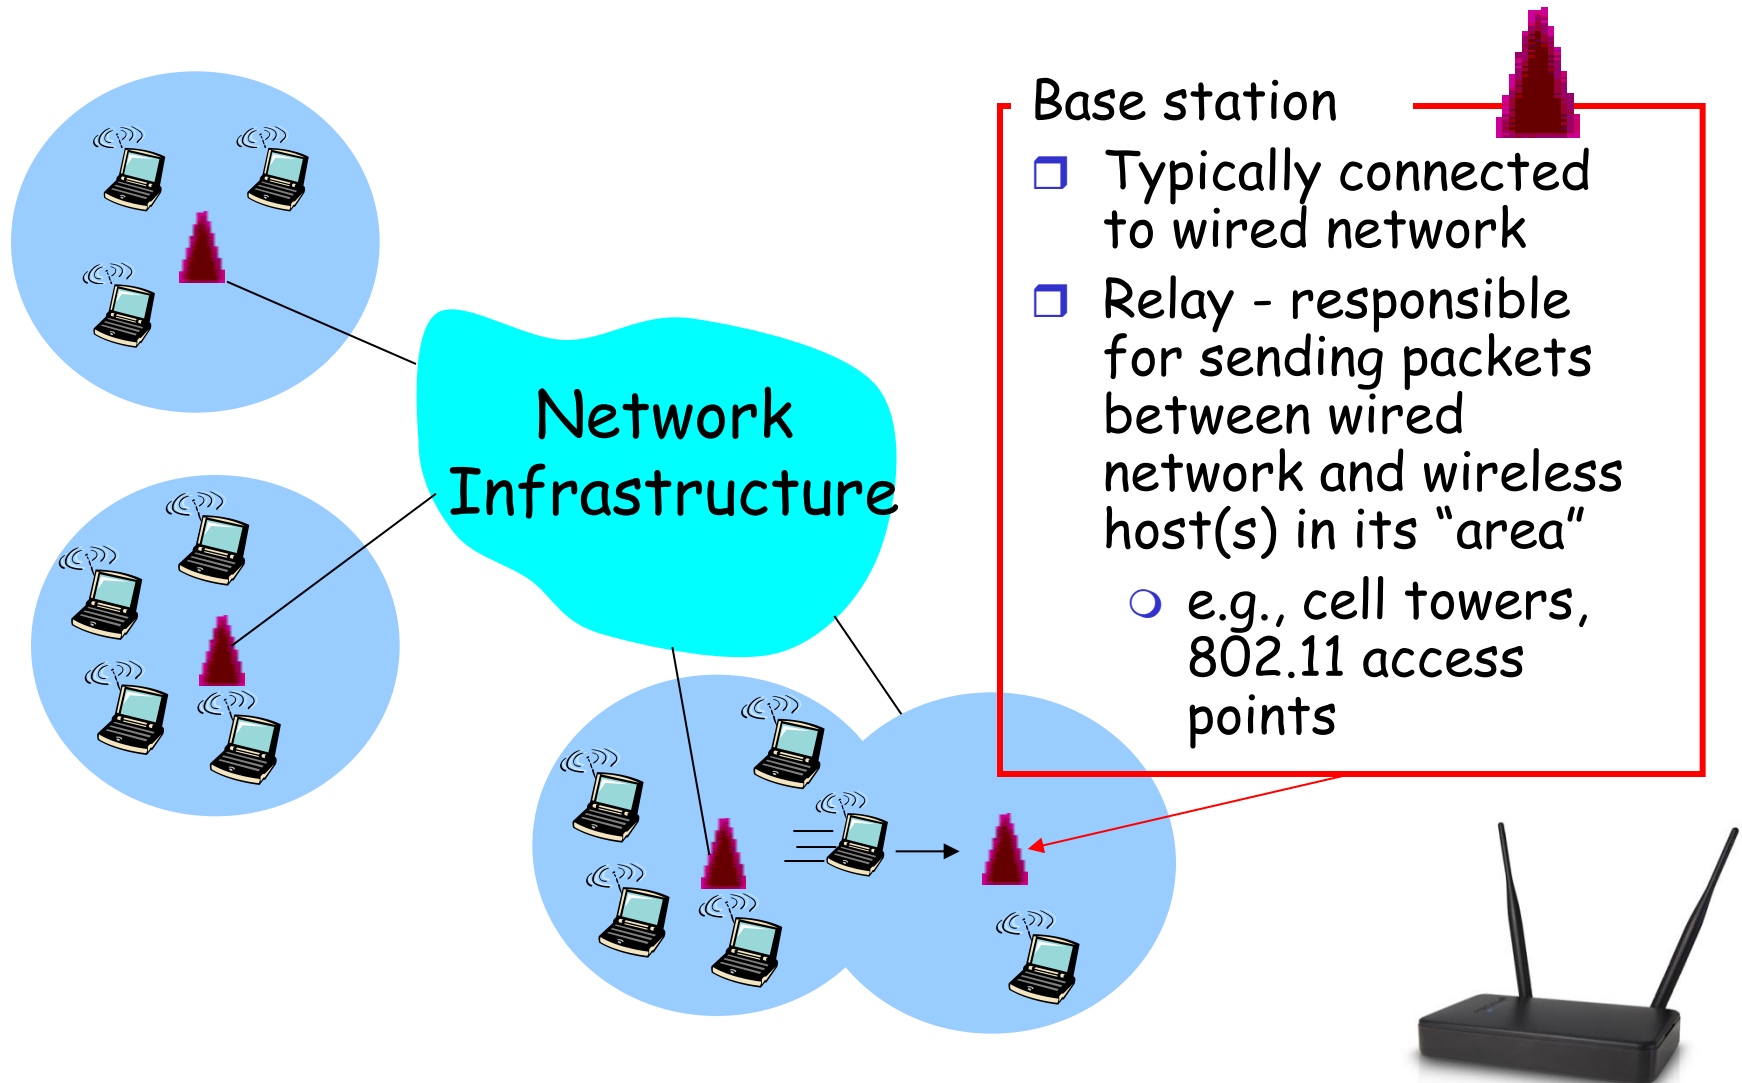 Base station
Typically connected
to wired network
Relay - responsible
for sending packets
between wired
network and wireless
host(s) in its “area”
e.g., cell towers,
802.11 access
points
Network
Infrastructure